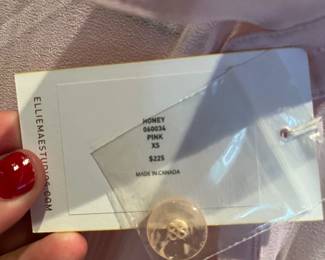 ELLIEMAESTUDIOS.COM
HONEY
060034
PINK
XS
$225
MADE IN CANADA